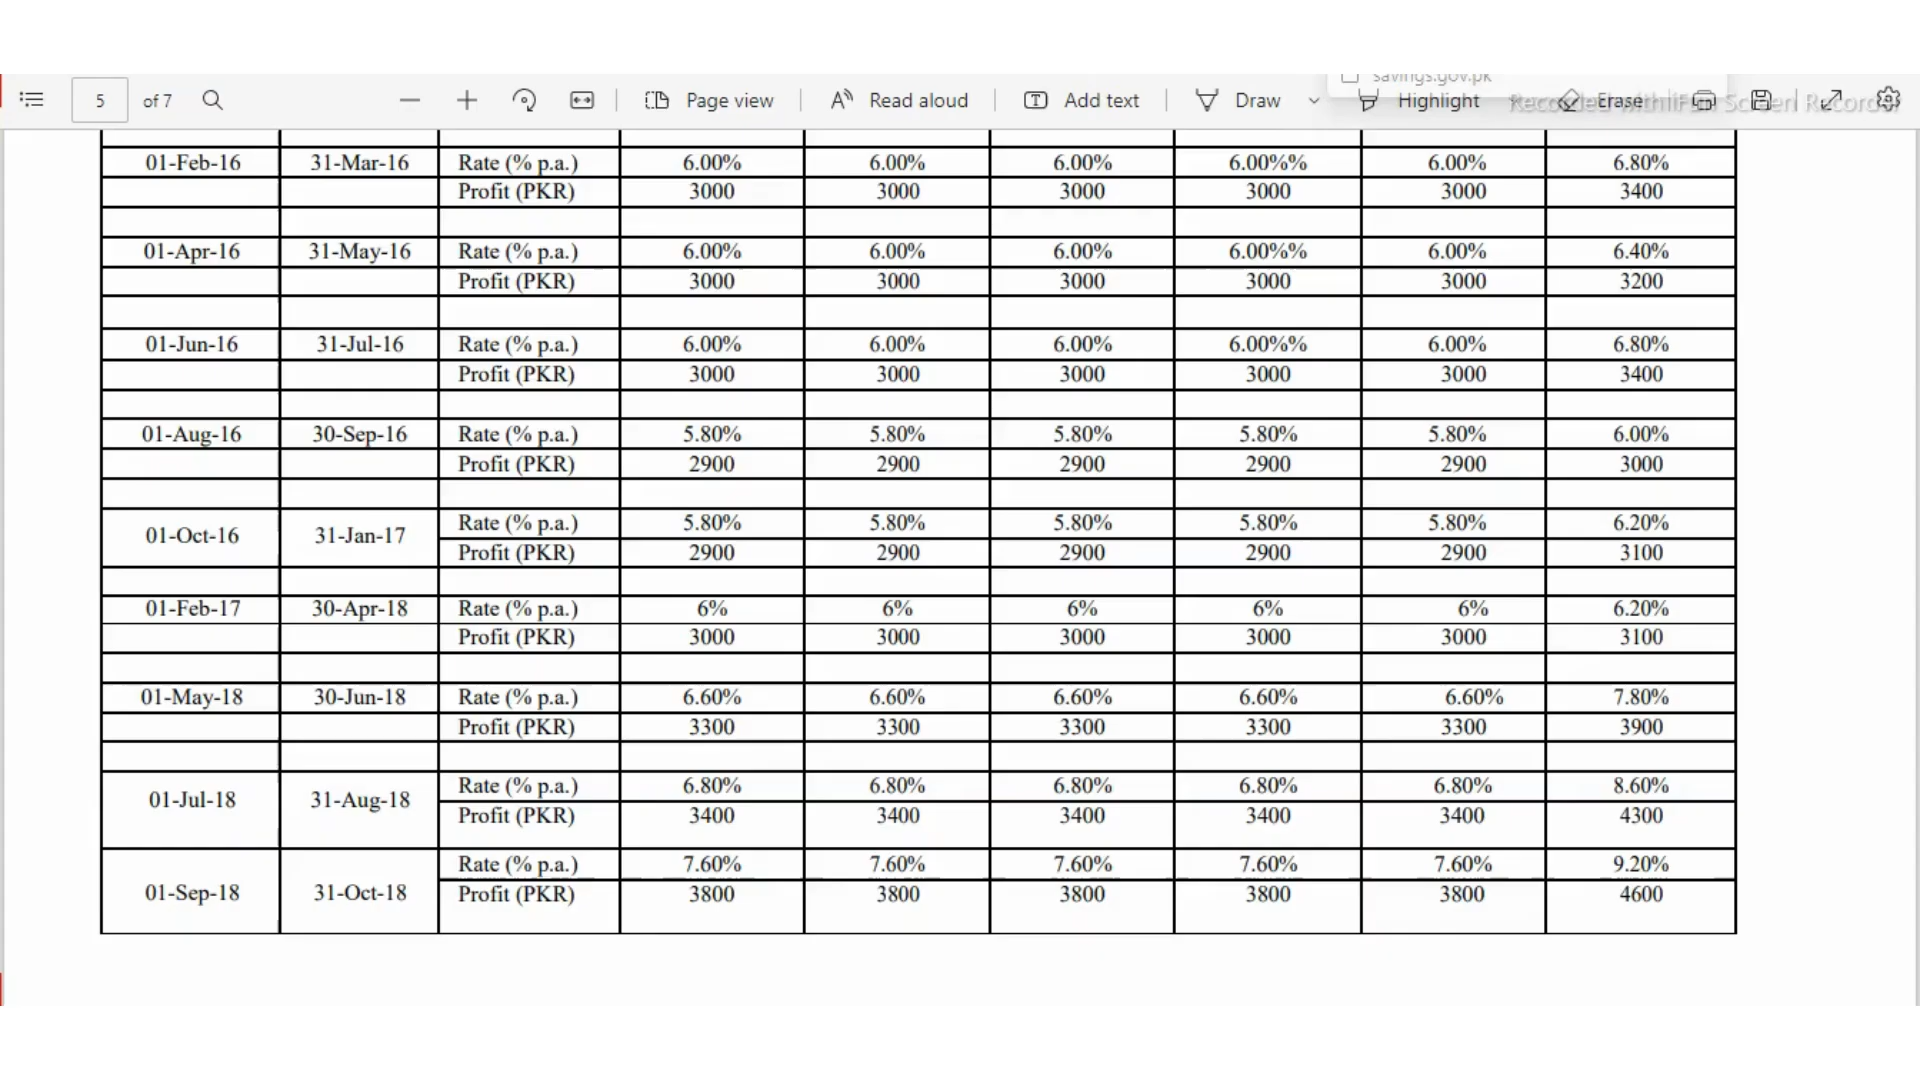 savings.gov.pk
5 of 7 Page view Read aloud Add text Draw Highlight Erase
01-Feb-16 31-Mar-16 Rate (% p.a.) 6.00% 6.00% 6.00% 6.00%% 6.00% 6.80%
Profit (PKR) 3000 3000 3000 3000 3000 3400
01-Apr-16 31-May-16 Rate (% p.a.) 6.00% 6.00% 6.00% 6.00%% 6.00% 6.40%
Profit (PKR) 3000 3000 3000 3000 3000 3200
01-Jun-16 31-Jul-16 Rate (% p.a.) 6.00% 6.00% 6.00% 6.00%% 6.00% 6.80%
Profit (PKR) 3000 3000 3000 3000 3000 3400
01-Aug-16 30-Sep-16 Rate (% p.a.) 5.80% 5.80% 5.80% 5.80% 5.80% 6.00%
Profit (PKR) 2900 2900 2900 2900 2900 3000
01-Oct-16 31-Jan-17 Rate (% p.a.) 5.80% 5.80% 5.80% 5.80% 5.80% 6.20%
Profit (PKR) 2900 2900 2900 2900 2900 3100
01-Feb-17 30-Apr-18 Rate (% p.a.) 6% 6% 6% 6% 6% 6.20%
Profit (PKR) 3000 3000 3000 3000 3000 3100
01-May-18 30-Jun-18 Rate (% p.a.) 6.60% 6.60% 6.60% 6.60% 6.60% 7.80%
Profit (PKR) 3300 3300 3300 3300 3300 3900
01-Jul-18 31-Aug-18 Rate (% p.a.) 6.80% 6.80% 6.80% 6.80% 6.80% 8.60%
Profit (PKR) 3400 3400 3400 3400 3400 4300
01-Sep-18 31-Oct-18 Rate (% p.a.) 7.60% 7.60% 7.60% 7.60% 7.60% 9.20%
Profit (PKR) 3800 3800 3800 3800 3800 4600